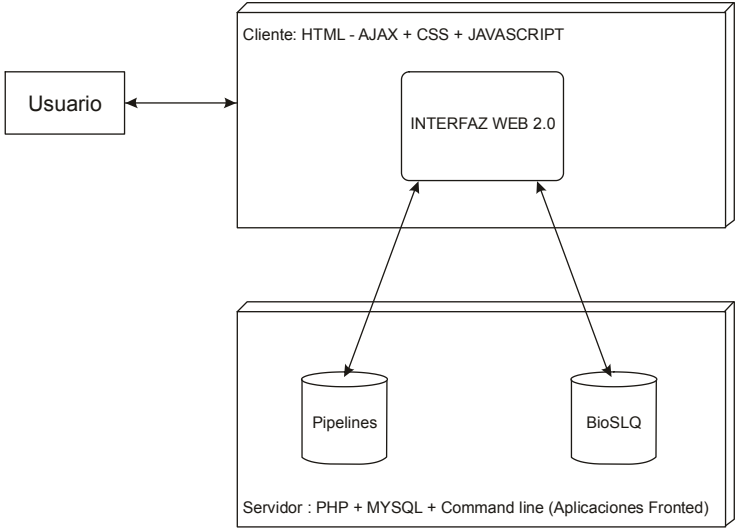 Cliente: HTML - AJAX + CSS + JAVASCRIPT
Usuario
INTERFAZ WEB 2.0
Pipelines
BioSLQ
Servidor : PHP + MYSQL + Command line (Aplicaciones Fronted)